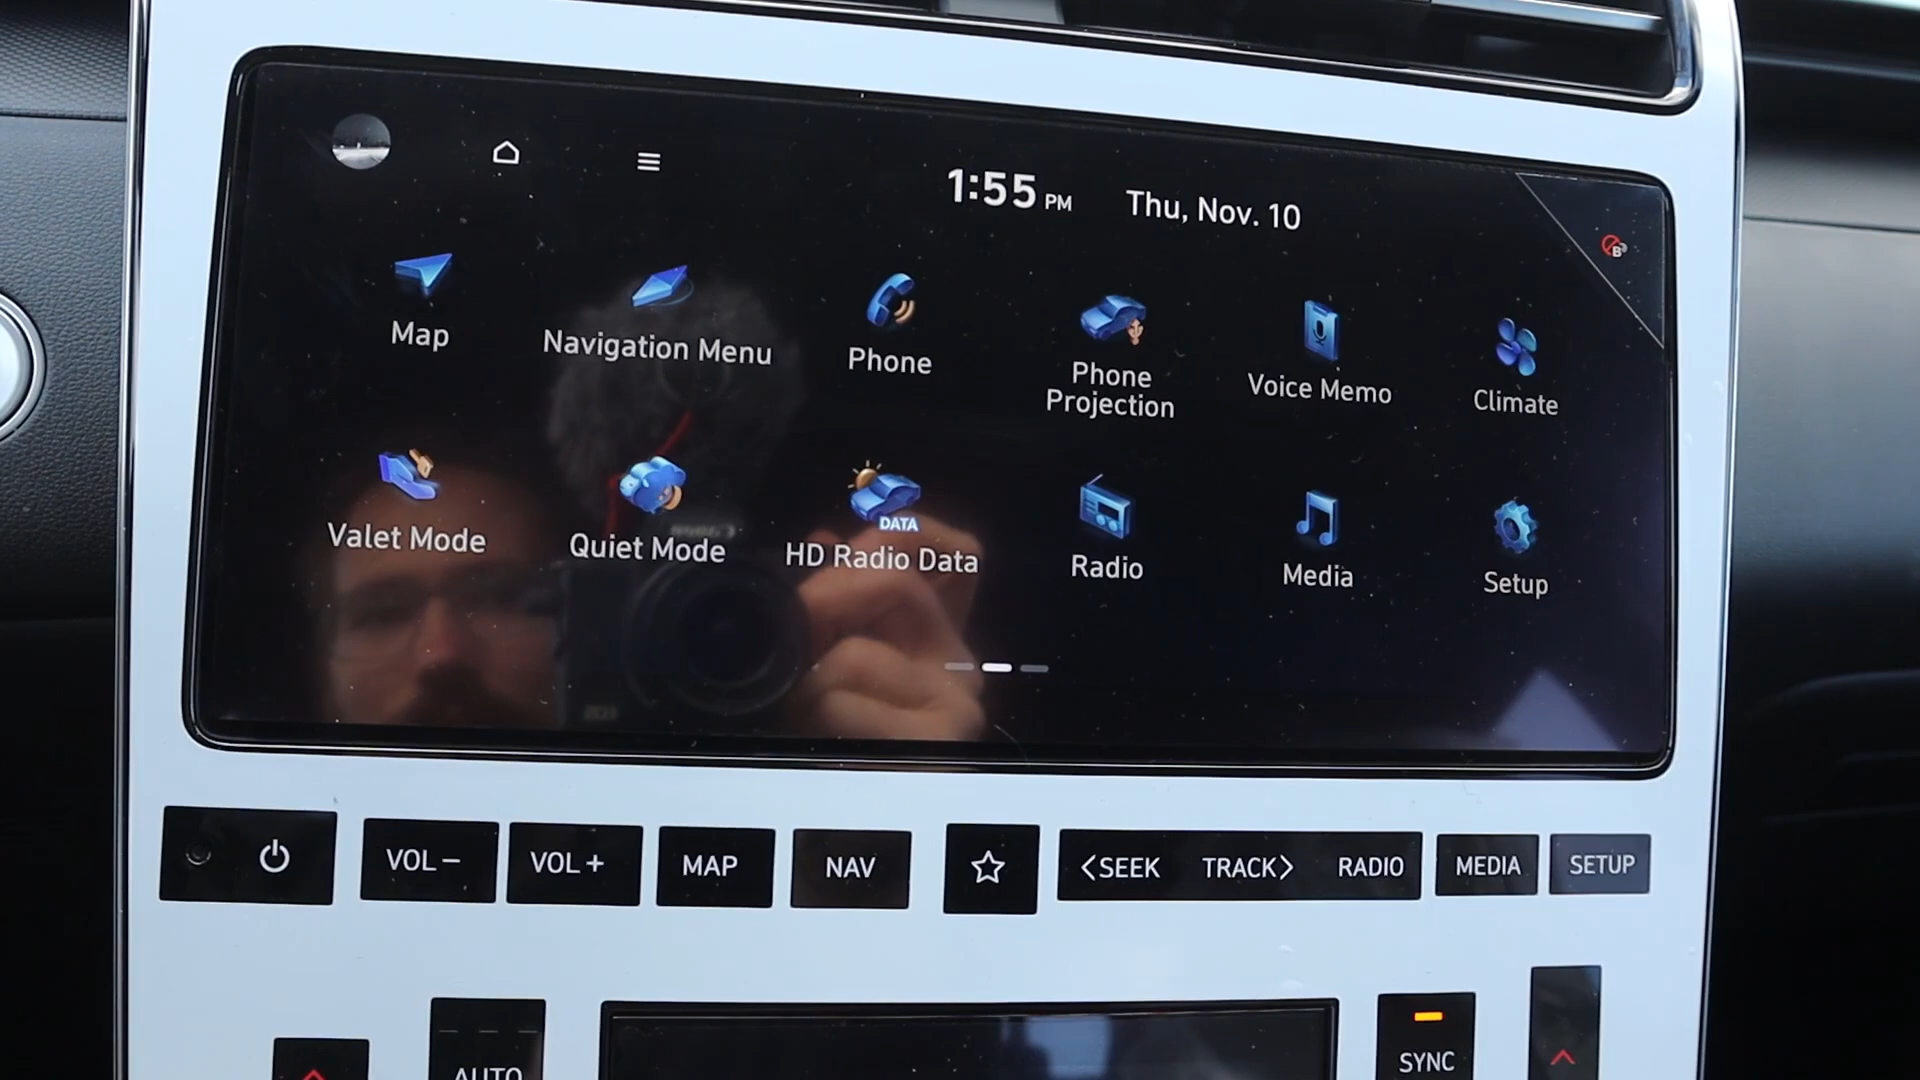 1:55 PM Thu, Nov. 10
Map
Navigation Menu
Phone
Phone
Projection
Voice Memo
Climate
Valet Mode
Quiet Mode
DATA
HD Radio Data
Radio
Media
Setup
VOL− VOL+ MAP NAV <SEEK TRACK> RADIO MEDIA SETUP
AUTO SYNC